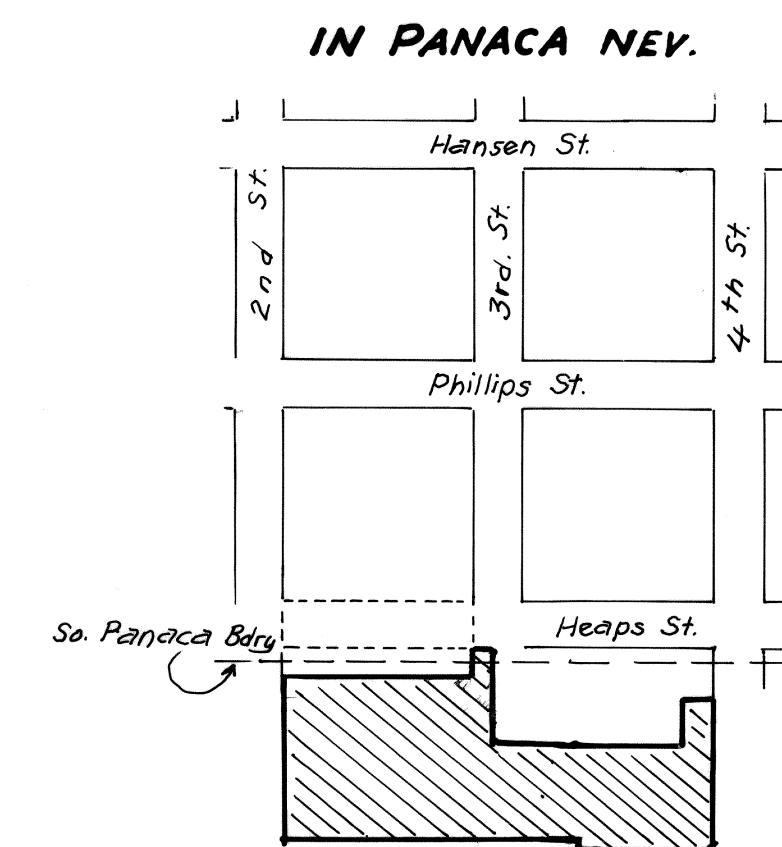 IN PANACA NEV.
Hansen St.
2nd St.
3rd. St.
4th St.
Phillips St.
So. Panaca Bdry
Heaps St.